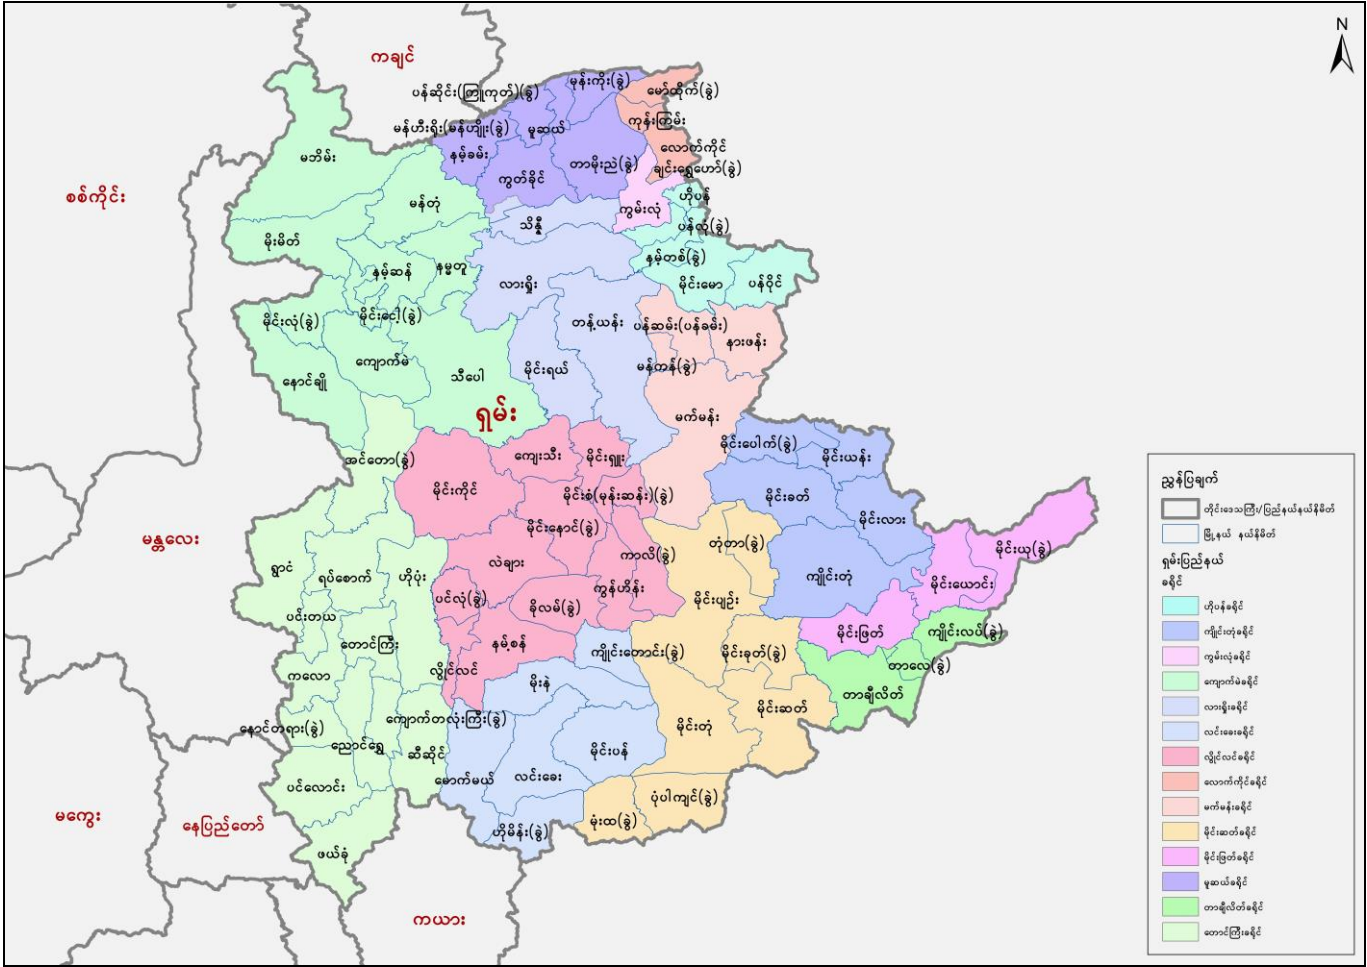 N
ကချင်
စစ်ကိုင်း
မန္တလေး
မကွေး
နေပြည်တော်
ကယား
ရှမ်း
မုန်းကိုး(ခွဲ)
ပန်ဆိုင်း(ကြူကုတ်)(ခွဲ)
မော်ထိုက်(ခွဲ)
မန်ဟီးရိုး(မန်ဟျိုး)(ခွဲ)
မူဆယ်
ကုန်းကြမ်း
နမ့်ခမ်း
လောက်ကိုင်
မဘိမ်း
တာမိုးညဲ(ခွဲ)
ချင်းရွှေဟော်(ခွဲ)
ကွတ်ခိုင်
ဟိုပန်
မန်တုံ
ကွမ်းလုံ
သိန္နီ
ပန်လုံ(ခွဲ)
မိုးမိတ်
နမ့်တစ်(ခွဲ)
နမ့်ဆန်
နမ္မတူ
လားရှိုး
မိုင်းမော
ပန်ဝိုင်
မိုင်းလုံ(ခွဲ)
မိုင်းငေါ့(ခွဲ)
တန့်ယန်း
ပန်ဆမ်း(ပန်ခမ်း)
နားဖန်း
ကျောက်မဲ
မိုင်းရယ်
မန်ကန်(ခွဲ)
နောင်ချို
သီပေါ
မက်မန်း
မိုင်းပေါက်(ခွဲ)
အင်တော(ခွဲ)
ကျေးသီး
မိုင်းရှူး
မိုင်းယန်း
မိုင်းကိုင်
မိုင်းစံ(မုန်းဆန်း)(ခွဲ)
မိုင်းခတ်
မိုင်းနောင်(ခွဲ)
မိုင်းလား
တုံတာ(ခွဲ)
မိုင်းယု(ခွဲ)
ကာလိ(ခွဲ)
ရွာငံ
ရပ်စောက်
ဟိုပုံး
လဲချား
ကျိုင်းတုံ
မိုင်းယောင်း
ကွန်ဟိန်း
ပင်လုံ(ခွဲ)
ခိုလမ်(ခွဲ)
မိုင်းပျဉ်း
ပင်းတယ
မိုင်းဖြတ်
ကျိုင်းလပ်(ခွဲ)
တောင်ကြီး
နမ့်စန်
ကျိုင်းတောင်း(ခွဲ)
မိုင်းခုတ်(ခွဲ)
တာလေ(ခွဲ)
ကလော
လွိုင်လင်
မိုးနဲ
တာချီလိတ်
မိုင်းဆတ်
ကျောက်တလုံးကြီး(ခွဲ)
နောင်တရား(ခွဲ)
မိုင်းတုံ
ညောင်ရွှေ
ဆီဆိုင်
မိုင်းပန်
မောက်မယ်
လင်းခေး
ပင်လောင်း
ပုံပါကျင်(ခွဲ)
မုံးထ(ခွဲ)
ဟိုမိန်း(ခွဲ)
ဖယ်ခုံ
ညွှန်ပြချက်
တိုင်းဒေသကြီး/ပြည်နယ်နယ်နိမိတ်
မြို့နယ် နယ်နိမိတ်
ရှမ်းပြည်နယ်
ခရိုင်
ဟိုပန်ခရိုင်
ကျိုင်းတုံခရိုင်
ကွမ်းလုံခရိုင်
ကျောက်မဲခရိုင်
လားရှိုးခရိုင်
လင်းခေးခရိုင်
လွိုင်လင်ခရိုင်
လောက်ကိုင်ခရိုင်
မက်မန်းခရိုင်
မိုင်းဆတ်ခရိုင်
မိုင်းဖြတ်ခရိုင်
မူဆယ်ခရိုင်
တာချီလိတ်ခရိုင်
တောင်ကြီးခရိုင်